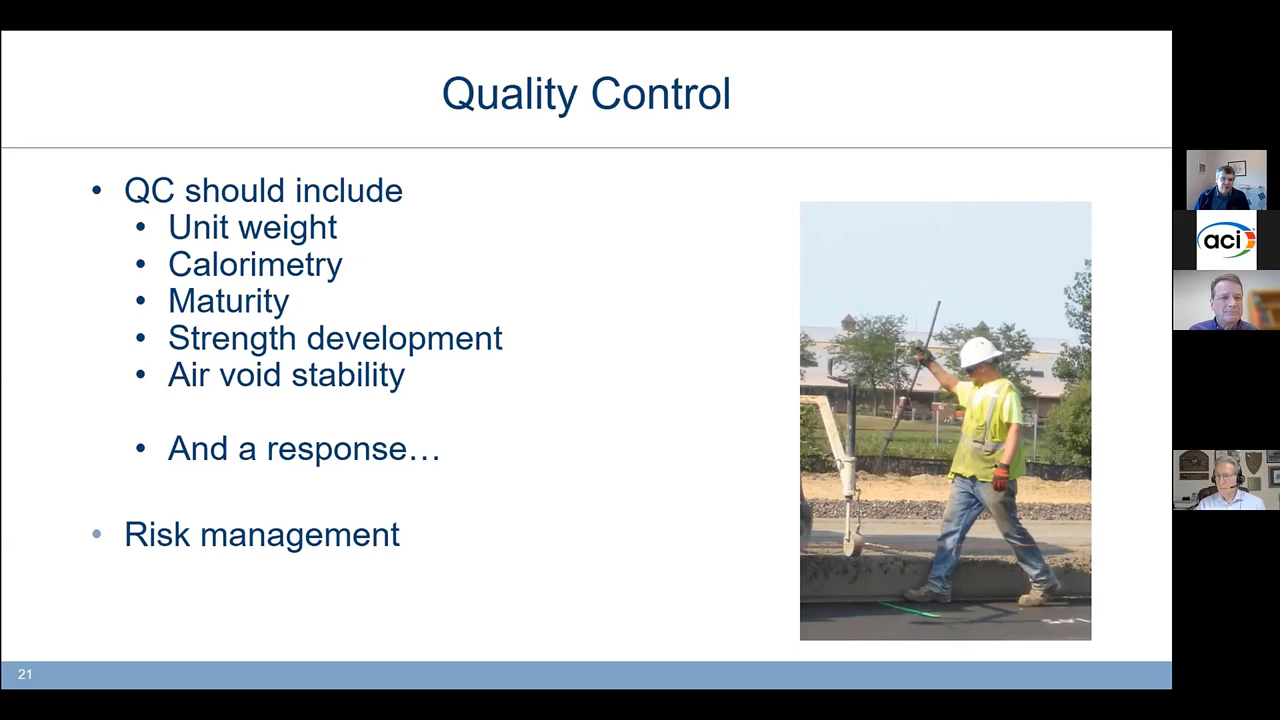 Quality Control
• QC should include
• Unit weight
• Calorimetry
• Maturity
• Strength development
• Air void stability
• And a response…
• Risk management
21
aci